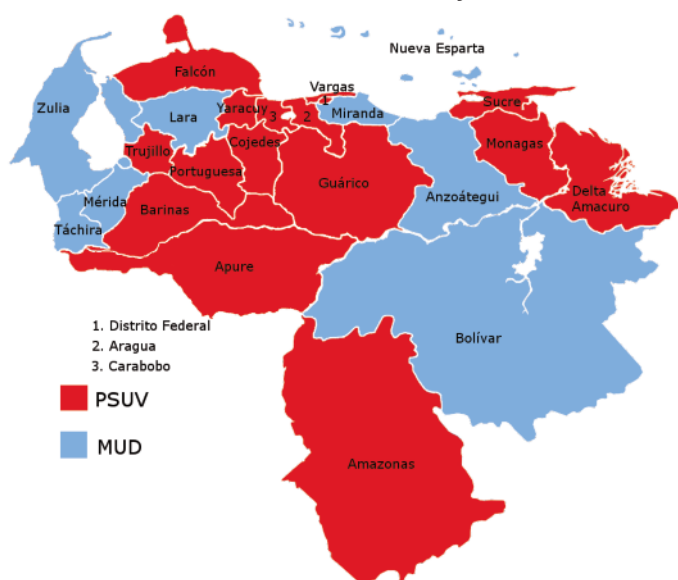 Nueva Esparta
Falcón
Vargas
1
Zulia
Lara
Yaracuy
3
2
Miranda
Sucre
Trujillo
Cojedes
Portuguesa
Monagas
Guárico
Mérida
Barinas
Anzoátegui
Delta
Amacuro
Táchira
Apure
Bolívar
1. Distrito Federal
2. Aragua
3. Carabobo
PSUV
MUD
Amazonas